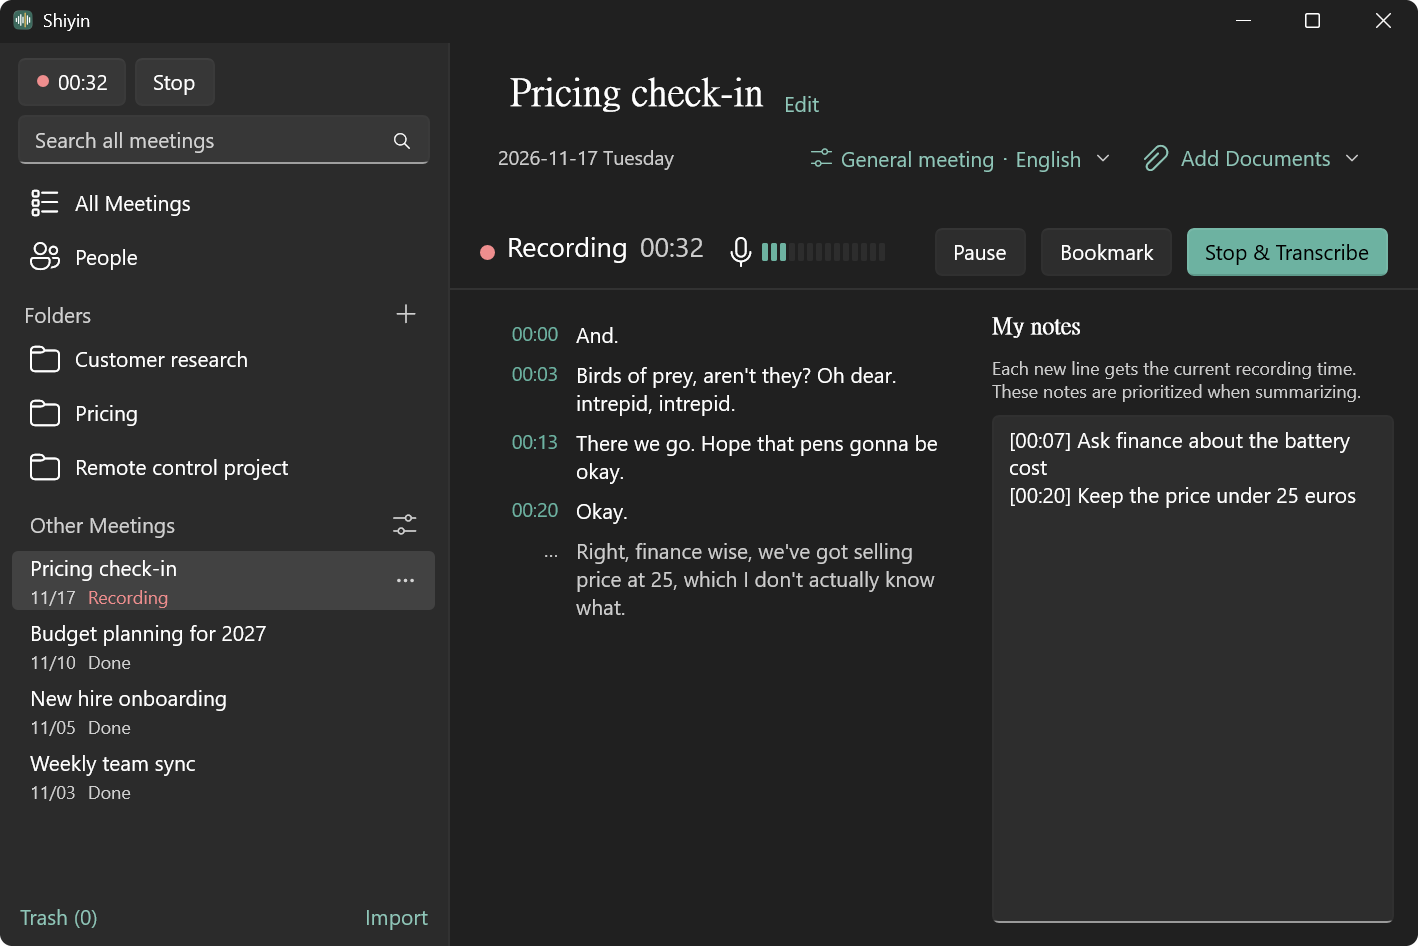 Shiyin
00:32
Stop
Search all meetings
All Meetings
People
Folders
Customer research
Pricing
Remote control project
Other Meetings
Pricing check-in
11/17 Recording
Budget planning for 2027
11/10 Done
New hire onboarding
11/05 Done
Weekly team sync
11/03 Done
Trash (0)
Import
Pricing check-in
Edit
2026-11-17 Tuesday
General meeting · English
Add Documents
Recording 00:32
Pause
Bookmark
Stop & Transcribe
00:00 And.
00:03 Birds of prey, aren't they? Oh dear.
intrepid, intrepid.
00:13 There we go. Hope that pens gonna be
okay.
00:20 Okay.
... Right, finance wise, we've got selling
price at 25, which I don't actually know
what.
My notes
Each new line gets the current recording time.
These notes are prioritized when summarizing.
[00:07] Ask finance about the battery
cost
[00:20] Keep the price under 25 euros